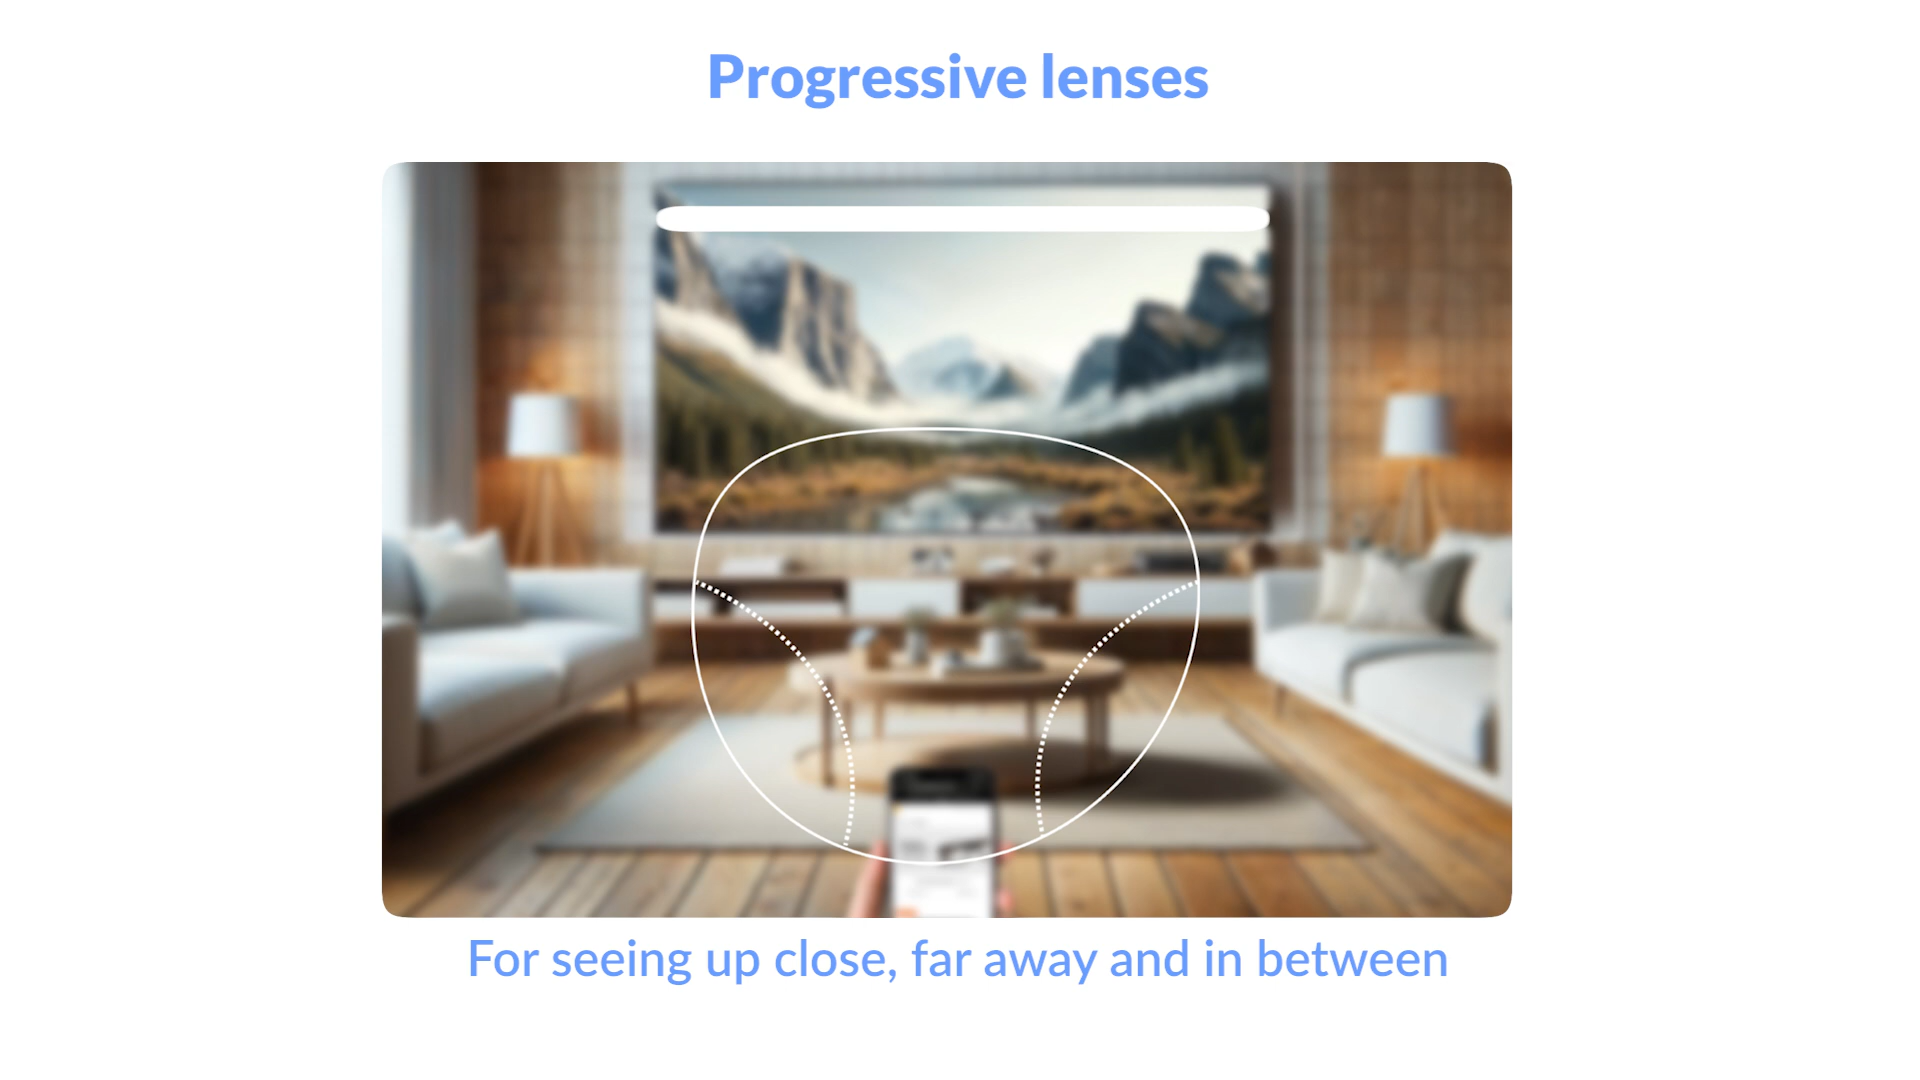 Progressive lenses
For seeing up close, far away and in between